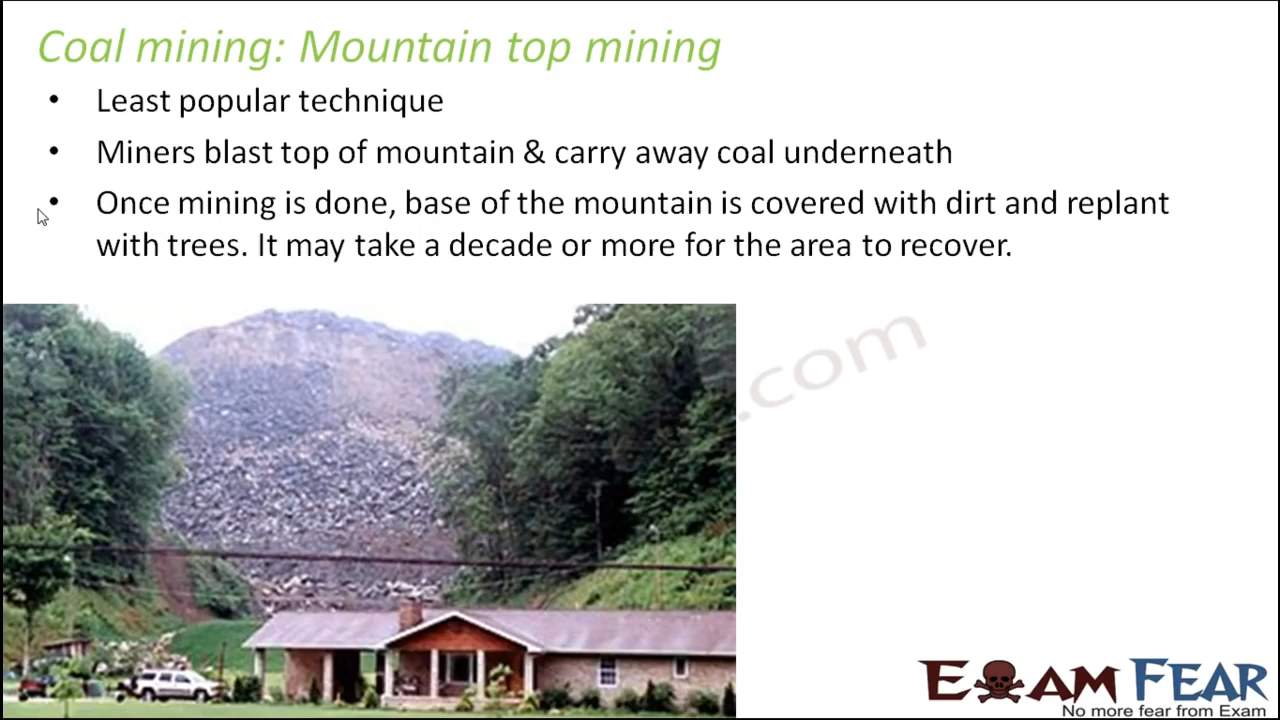 Coal mining: Mountain top mining
• Least popular technique
• Miners blast top of mountain & carry away coal underneath
• Once mining is done, base of the mountain is covered with dirt and replant
with trees. It may take a decade or more for the area to recover.
.com
EXAM FEAR
No more fear from Exam